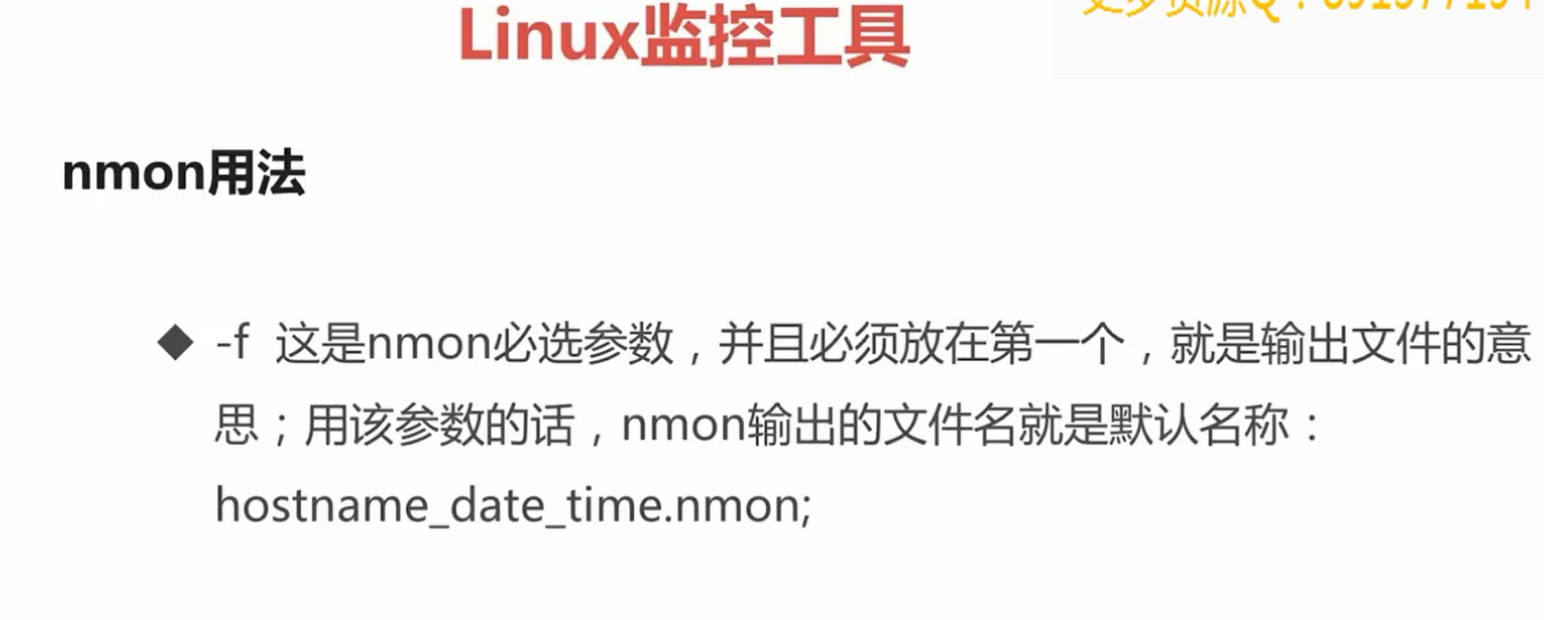 Linux监控工具
nmon用法
◆ -f 这是nmon必选参数，并且必须放在第一个，就是输出文件的意
思；用该参数的话，nmon输出的文件名就是默认名称：
hostname_date_time.nmon;